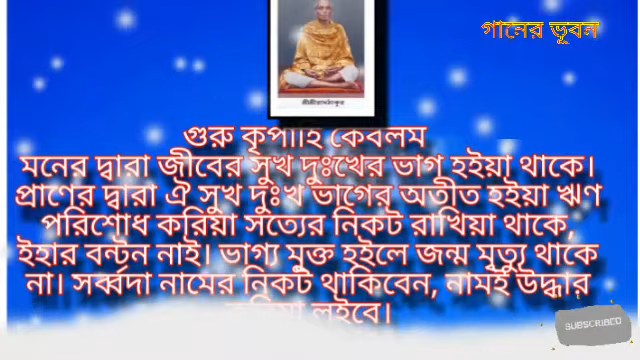 গানের ভূবন
শ্রীশ্রীরামঠাকুর
গুরু কৃপাহি কেবলম
মনের দ্বারা জীবের সুখ দুঃখের ভাগ হইয়া থাকে।
প্রাণের দ্বারা ঐ সুখ দুঃখ ভাগের অতীত হইয়া ঋণ
পরিশোধ করিয়া সত্যের নিকট রাখিয়া থাকে,
ইহার বন্টন নাই। ভাগ্য মুক্ত হইলে জন্ম মৃত্যু থাকে
না। সর্ব্বদা নামের নিকট থাকিবেন, নামই উদ্ধার
লইবে।
SUBSCRIBED